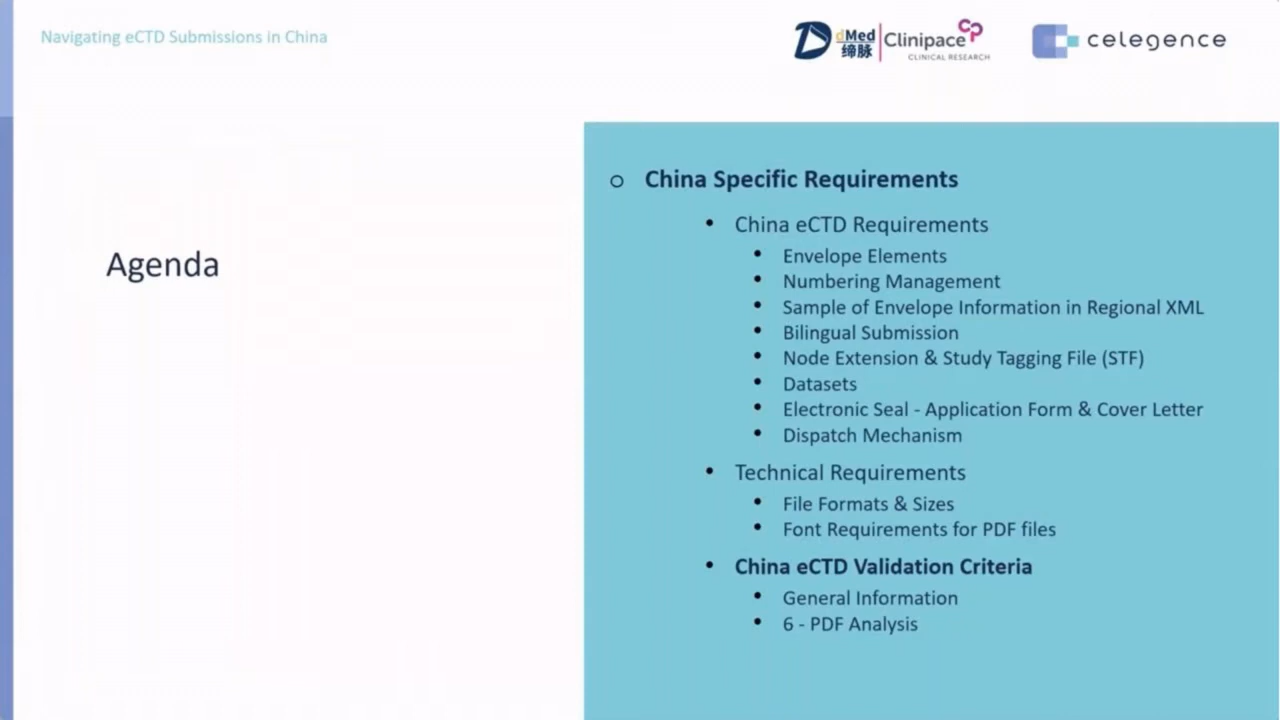 Navigating eCTD Submissions in China
dMed
缔脉
Clinipace
CP
CLINICAL RESEARCH
celegence
Agenda
China Specific Requirements
China eCTD Requirements
Envelope Elements
Numbering Management
Sample of Envelope Information in Regional XML
Bilingual Submission
Node Extension & Study Tagging File (STF)
Datasets
Electronic Seal - Application Form & Cover Letter
Dispatch Mechanism
Technical Requirements
File Formats & Sizes
Font Requirements for PDF files
China eCTD Validation Criteria
General Information
6 - PDF Analysis